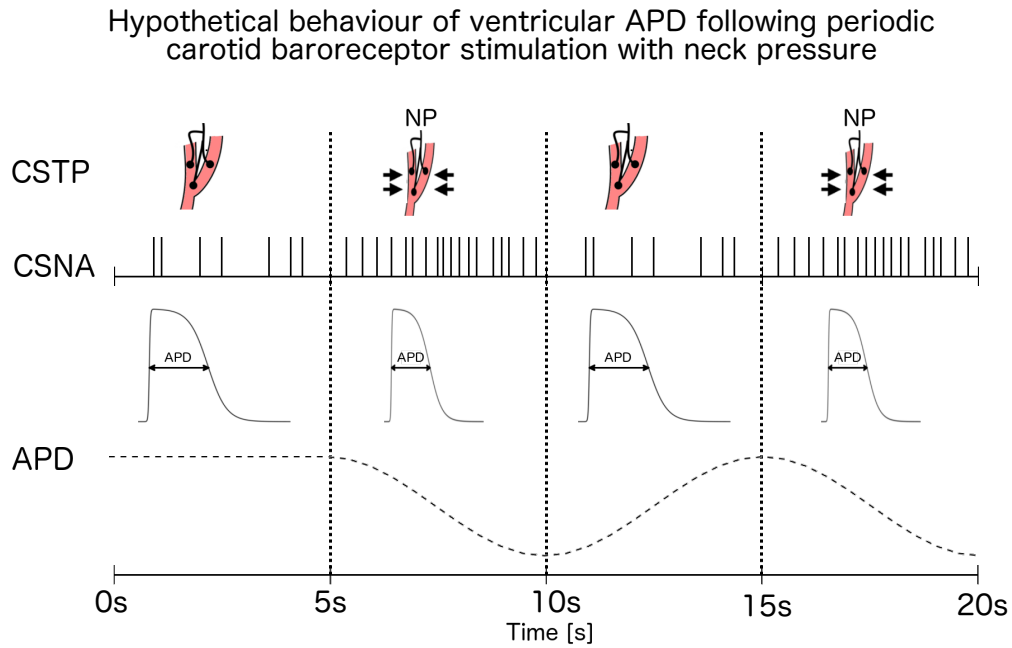 Hypothetical behaviour of ventricular APD following periodic
carotid baroreceptor stimulation with neck pressure
NP NP
CSTP
CSNA
APD APD APD APD
APD
0s 5s 10s 15s 20s
Time [s]